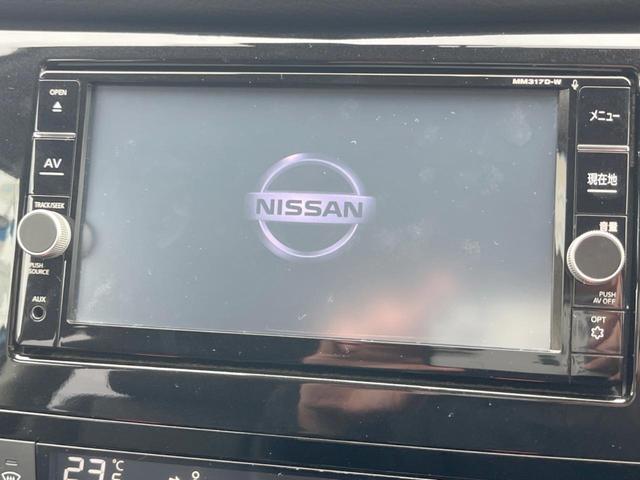 MM317D-W
OPEN
AV
TRACK/SEEK
PUSH
SOURCE
AUX
NISSAN
メニュー
現在地
音量
PUSH
AV OFF
OPT
23°C